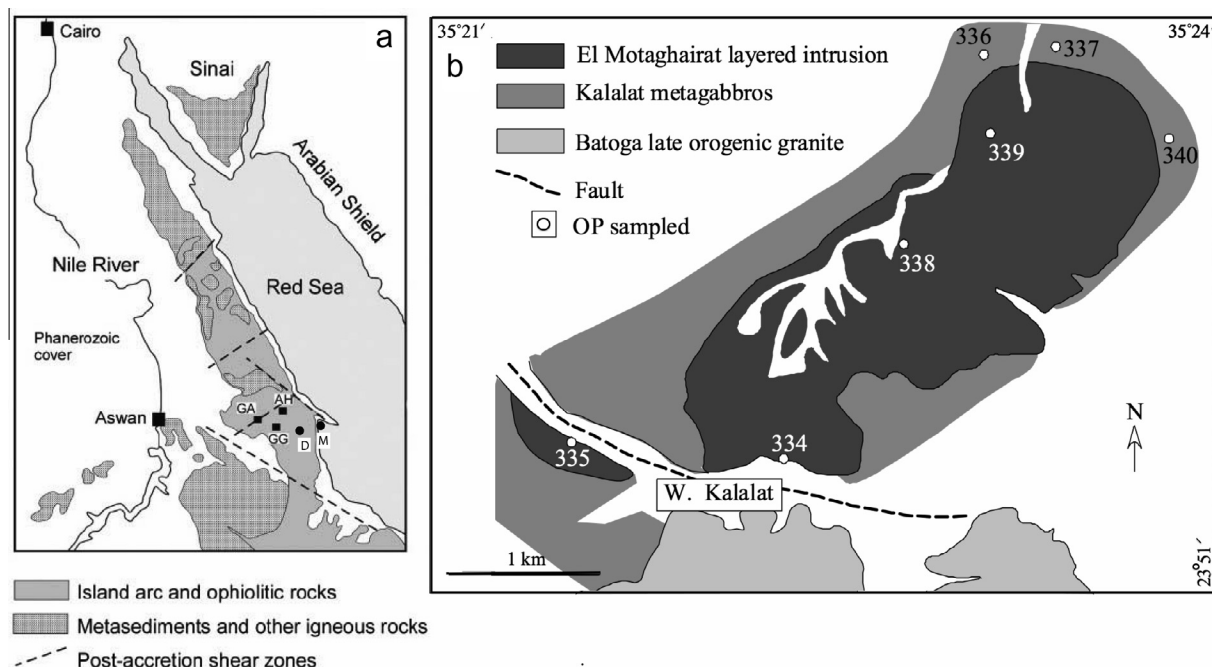 a
Cairo
Sinai
Arabian Shield
Nile River
Red Sea
Phanerozoic
cover
Aswan
GA
AH
GG
D
M
Island arc and ophiolitic rocks
Metasediments and other igneous rocks
Post-accretion shear zones
b
35°21′
35°24′
El Motaghairat layered intrusion
Kalalat metagabbros
Batoga late orogenic granite
Fault
OP sampled
336
337
339
340
338
334
335
W. Kalalat
N
1 km
23°51′